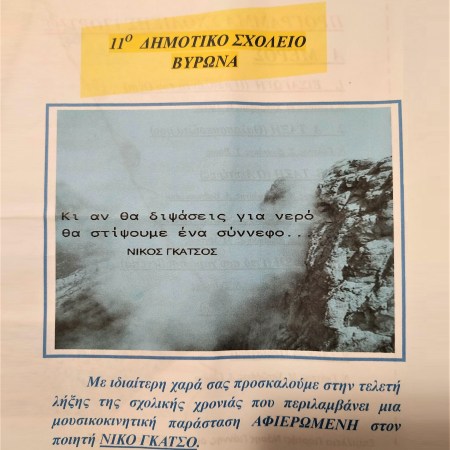 11ο ΔΗΜΟΤΙΚΟ ΣΧΟΛΕΙΟ
ΒΥΡΩΝΑ
Κι αν θα διψάσεις για νερό
θα στίψουμε ένα σύννεφο...
ΝΙΚΟΣ ΓΚΑΤΣΟΣ
Με ιδιαίτερη χαρά σας προσκαλούμε στην τελετή
λήξης της σχολικής χρονιάς που περιλαμβάνει μια
μουσικοκινητική παράσταση ΑΦΙΕΡΩΜΕΝΗ στον
ποιητή ΝΙΚΟ ΓΚΑΤΣΟ.